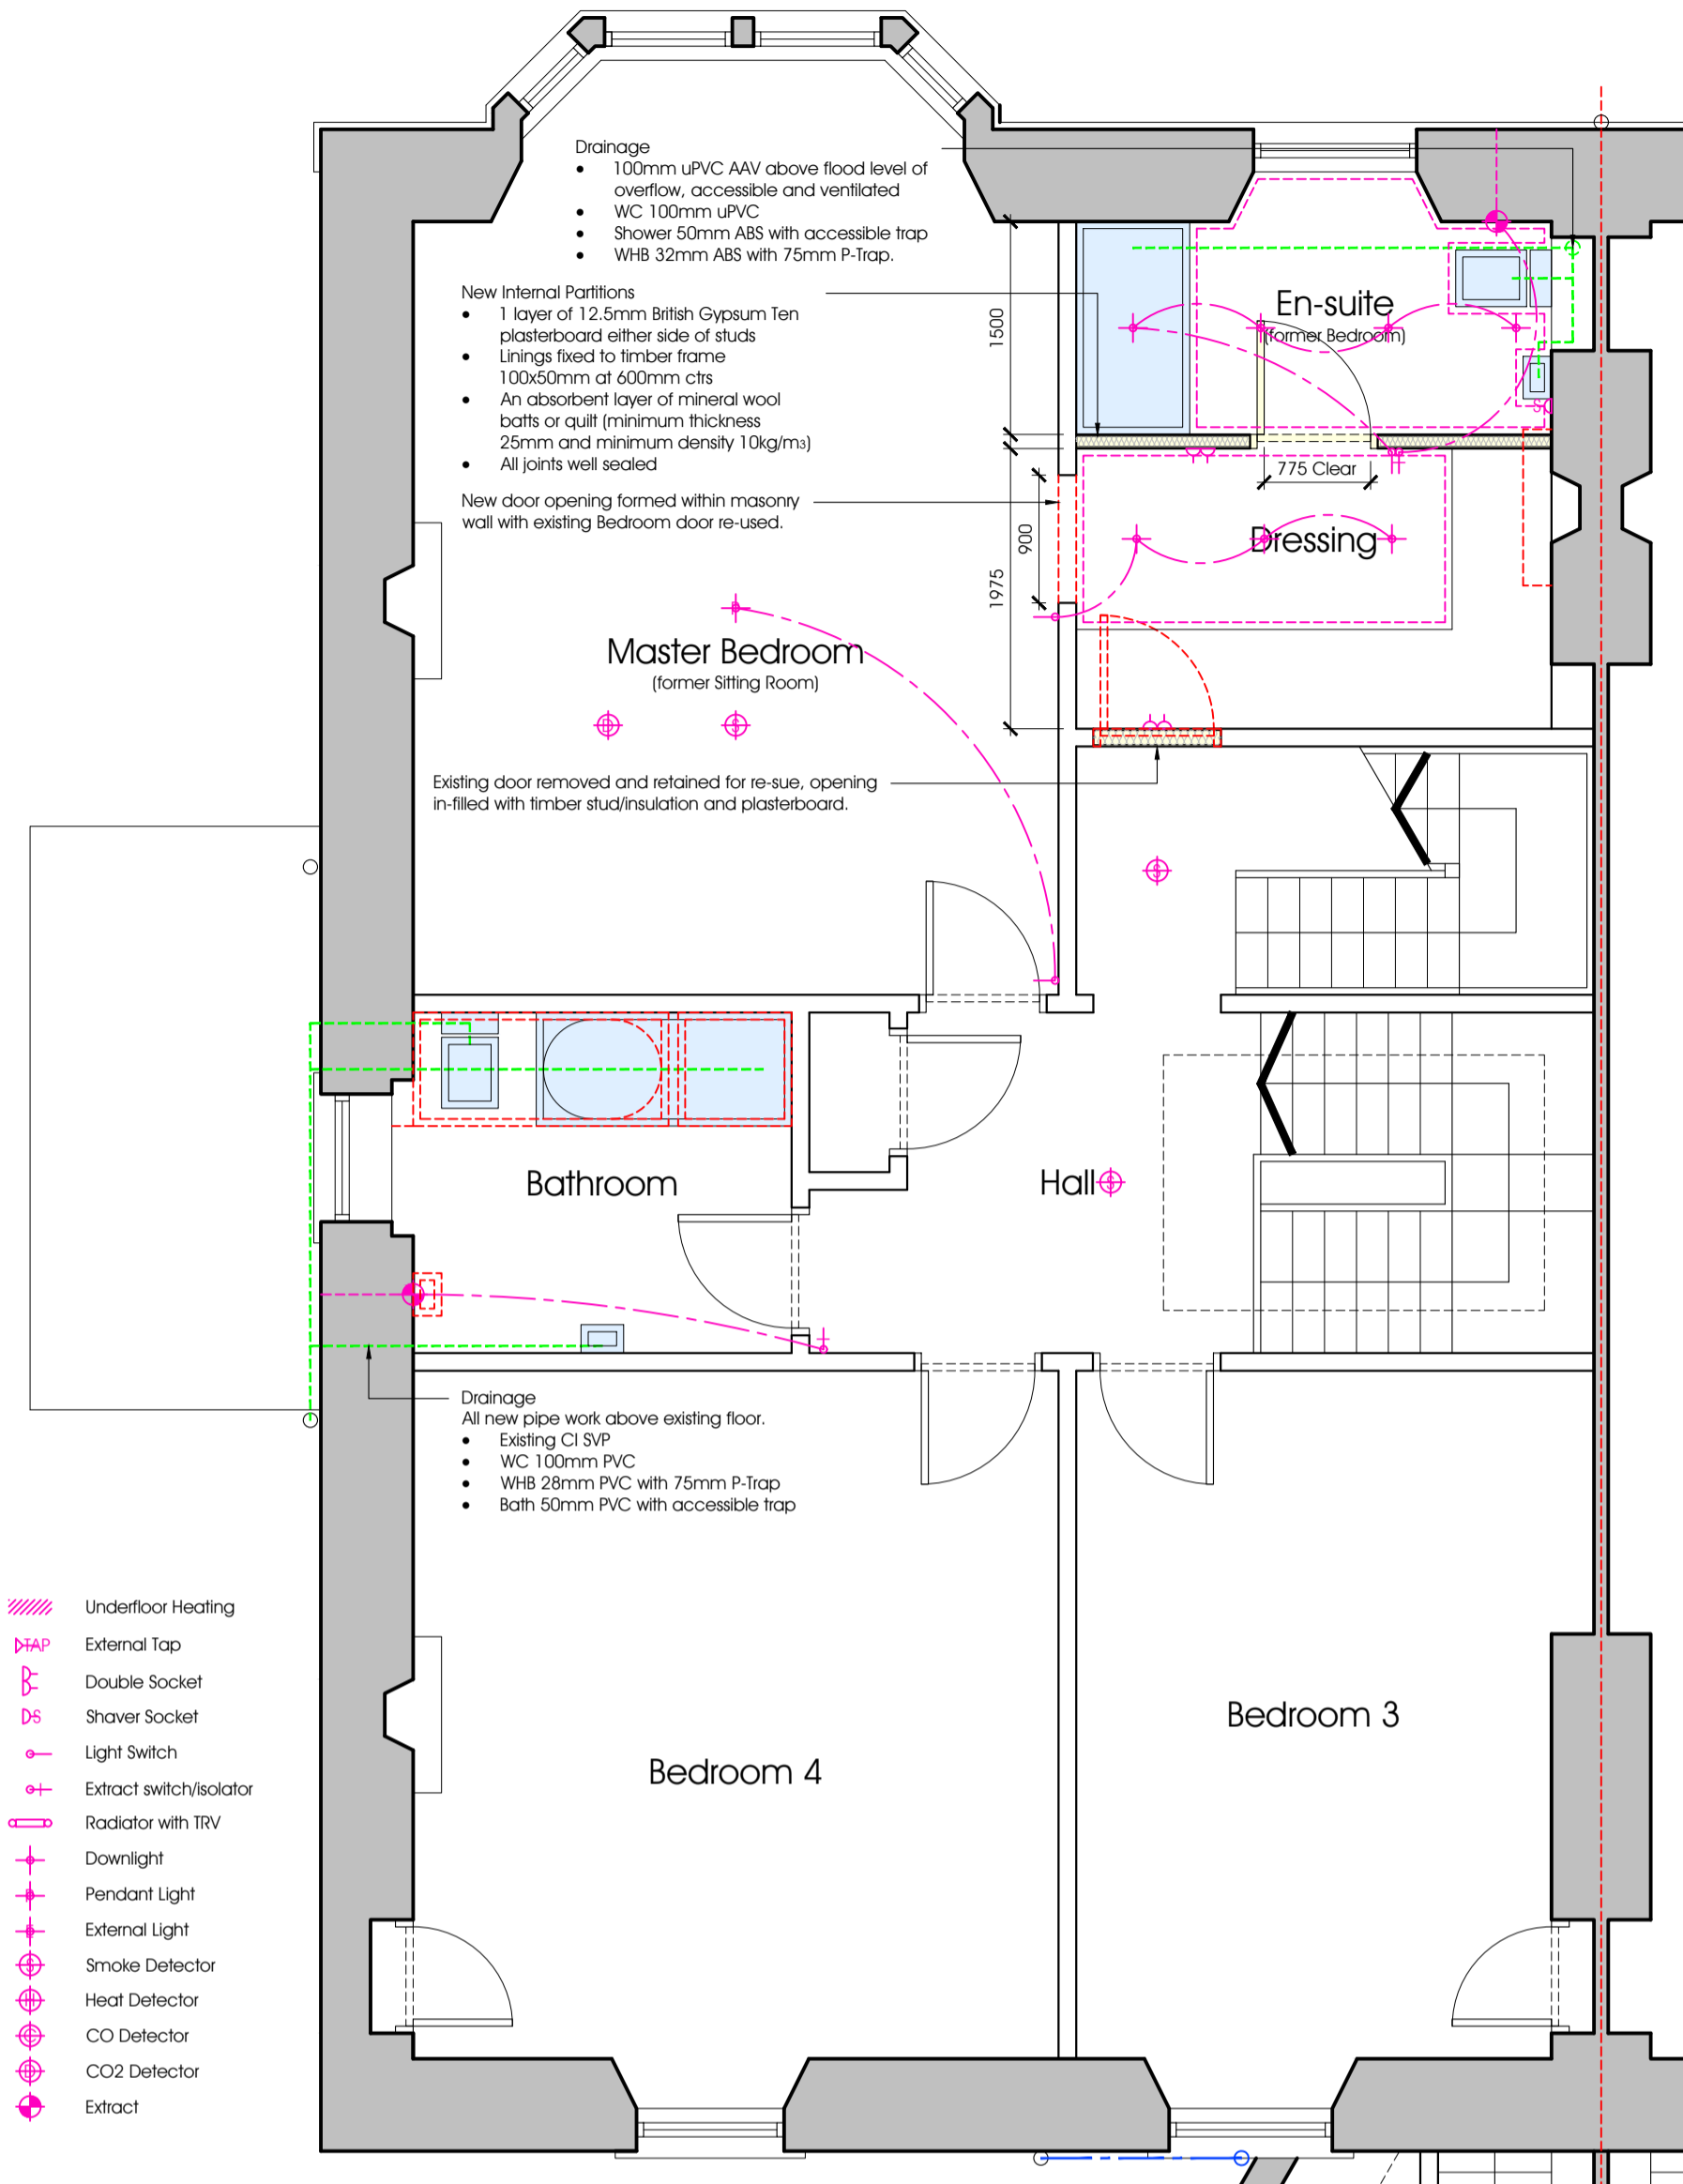 Drainage
• 100mm uPVC AAV above flood level of
overflow, accessible and ventilated
• WC 100mm uPVC
• Shower 50mm ABS with accessible trap
• WHB 32mm ABS with 75mm P-Trap.
New Internal Partitions
• 1 layer of 12.5mm British Gypsum Ten
plasterboard either side of studs
• Linings fixed to timber frame
100x50mm at 600mm ctrs
• An absorbent layer of mineral wool
batts or quilt (minimum thickness
25mm and minimum density 10kg/m3)
• All joints well sealed
New door opening formed within masonry
wall with existing Bedroom door re-used.
1500
En-suite
(former Bedroom)
S
775 Clear
900
1975
Dressing
P
Master Bedroom
(former Sitting Room)
D
S
Existing door removed and retained for re-sue, opening
in-filled with timber stud/insulation and plasterboard.
S
Bathroom
Hall
S
Drainage
All new pipe work above existing floor.
• Existing CI SVP
• WC 100mm PVC
• WHB 28mm PVC with 75mm P-Trap
• Bath 50mm PVC with accessible trap
Bedroom 4
Bedroom 3
Underfloor Heating
TAP External Tap
Double Socket
S Shaver Socket
Light Switch
Extract switch/isolator
Radiator with TRV
Downlight
P Pendant Light
E External Light
S Smoke Detector
H Heat Detector
C CO Detector
D CO2 Detector
Extract